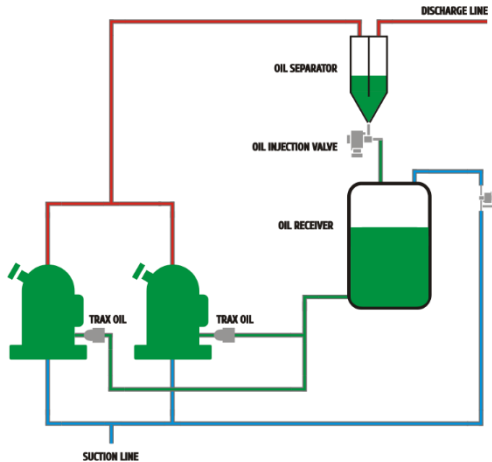 DISCHARGE LINE
OIL SEPARATOR
OIL INJECTION VALVE
OIL RECEIVER
TRAX OIL
TRAX OIL
SUCTION LINE